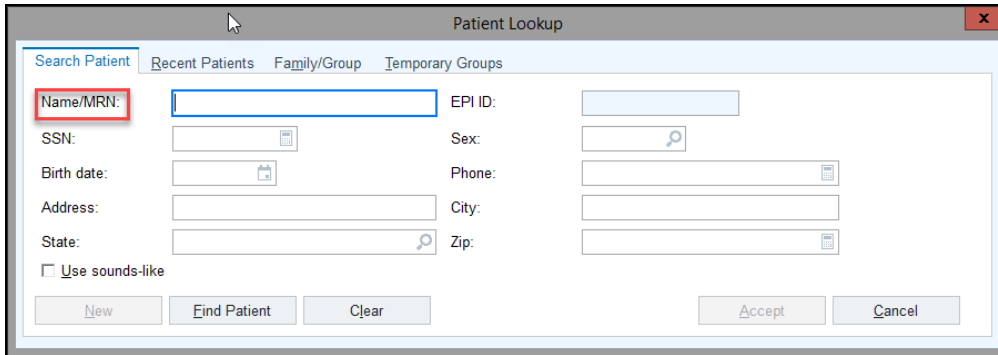 Patient Lookup
x
Search Patient Recent Patients Family/Group Temporary Groups
Name/MRN: EPI ID:
SSN: Sex:
Birth date: Phone:
Address: City:
State: Zip:
Use sounds-like
New Find Patient Clear Accept Cancel